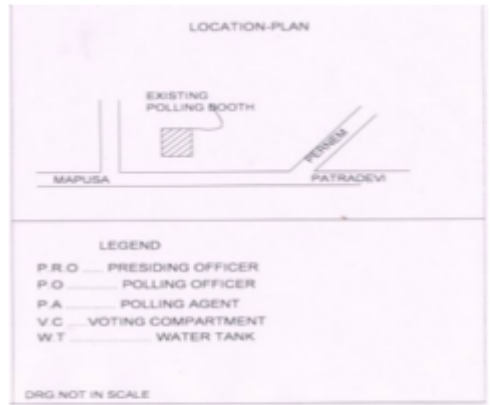 LOCATION-PLAN
EXISTING
POLLING BOOTH
PERNEM
MAPUSA
PATRADEVI
LEGEND
P.R.O ..... PRESIDING OFFICER
P.O ............. POLLING OFFICER
P.A ............. POLLING AGENT
V.C ..... VOTING COMPARTMENT
W.T ..................... WATER TANK
DRG.NOT IN SCALE